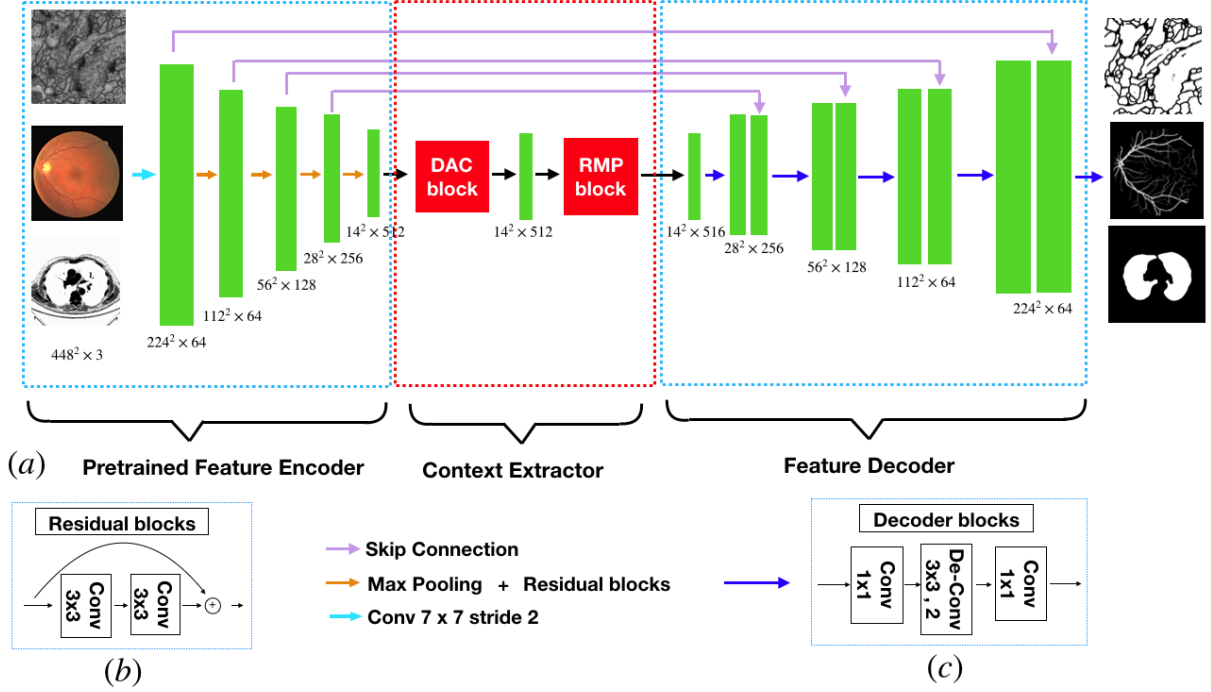 DAC
block
RMP
block
14² × 512
14² × 512
14² × 516
28² × 256
28² × 256
56² × 128
56² × 128
112² × 64
112² × 64
224² × 64
224² × 64
448² × 3
(a)
Pretrained Feature Encoder
Context Extractor
Feature Decoder
Residual blocks
Conv
3x3
Conv
3x3
+
(b)
Skip Connection
Max Pooling + Residual blocks
Conv 7 x 7 stride 2
Decoder blocks
Conv
1x1
De-Conv
3x3 , 2
Conv
1x1
(c)